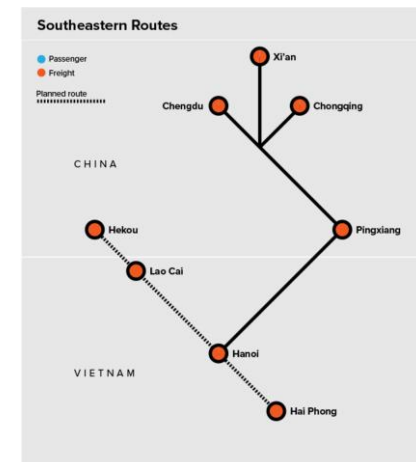 Southeastern Routes
Passenger
Freight
Planned route
Xi'an
Chengdu
Chongqing
CHINA
Hekou
Pingxiang
Lao Cai
Hanoi
VIETNAM
Hai Phong